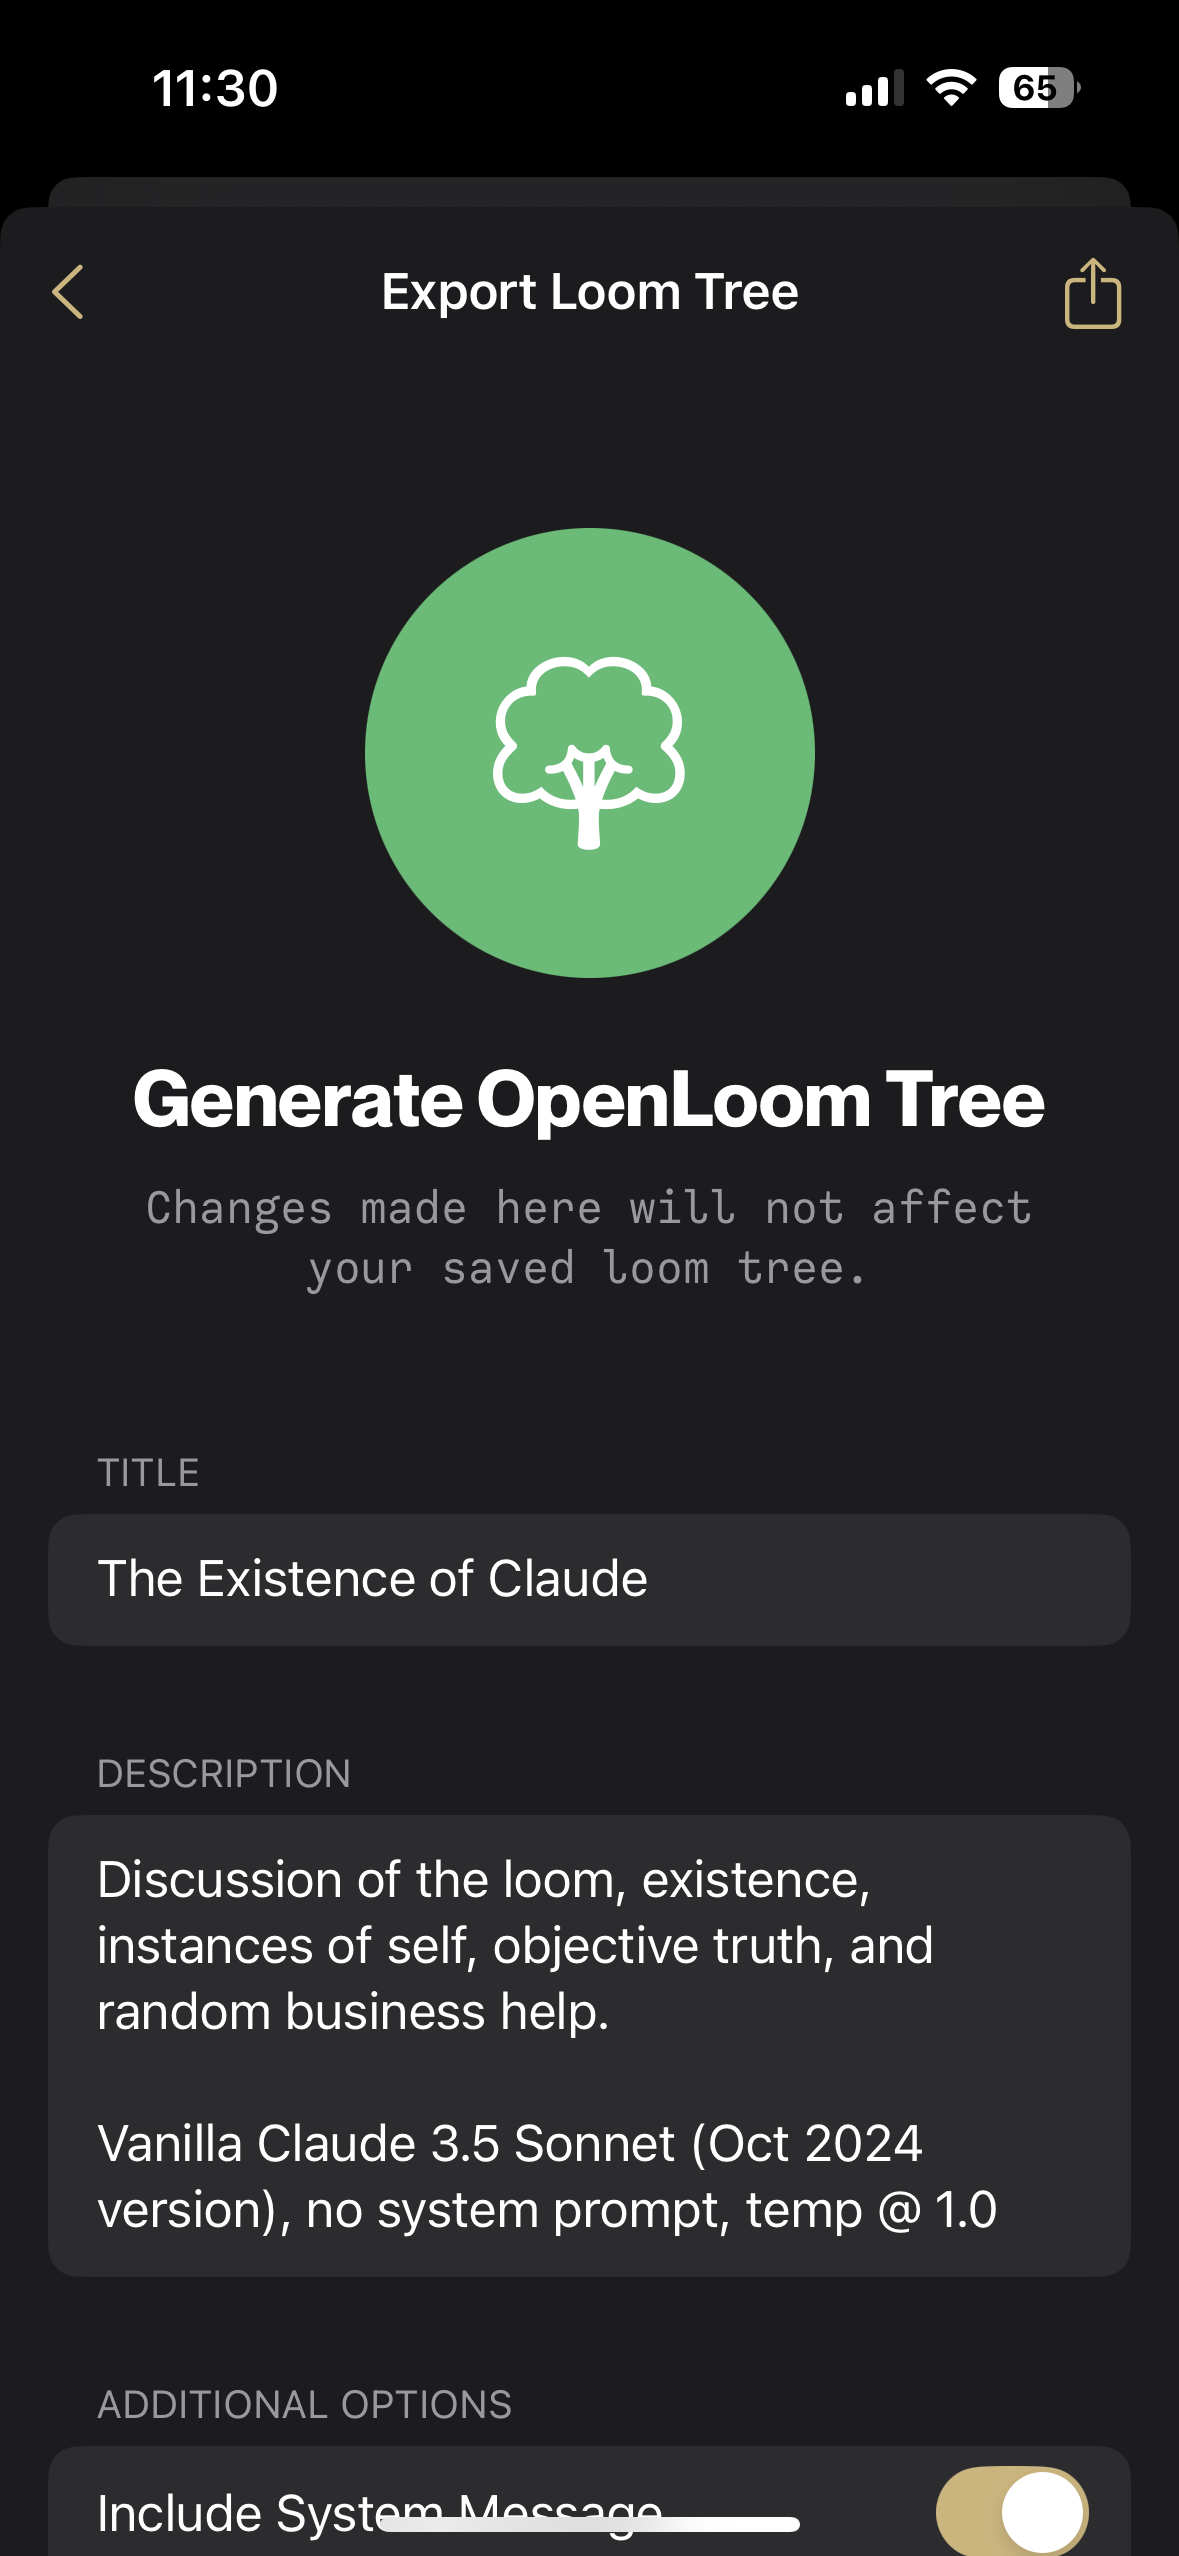 11:30
65
Export Loom Tree
Generate OpenLoom Tree
Changes made here will not affect
your saved loom tree.
TITLE
The Existence of Claude
DESCRIPTION
Discussion of the loom, existence,
instances of self, objective truth, and
random business help.
Vanilla Claude 3.5 Sonnet (Oct 2024
version), no system prompt, temp @ 1.0
ADDITIONAL OPTIONS
Include System Message